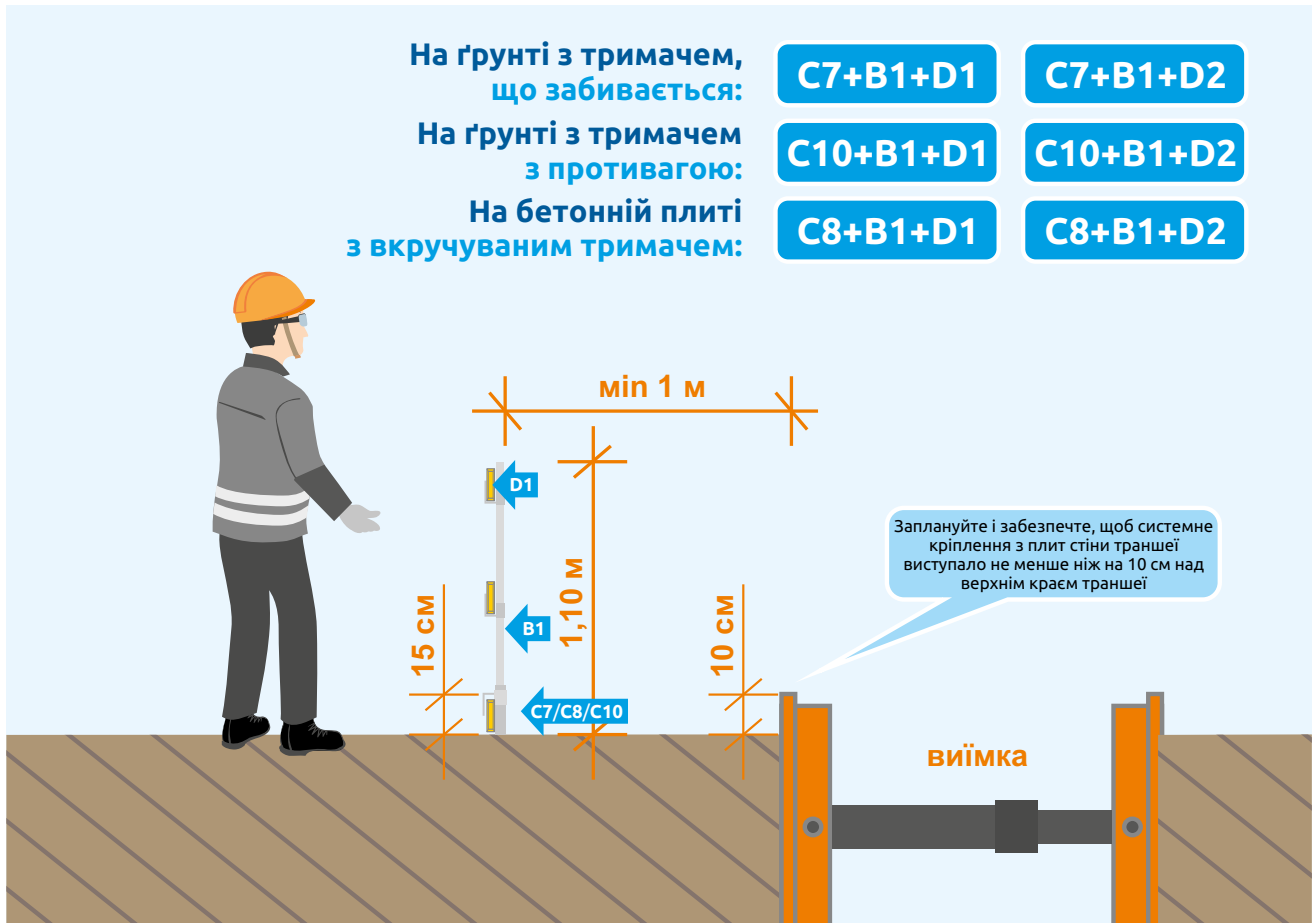 На ґрунті з тримачем,
що забивається:
C7+B1+D1
C7+B1+D2
На ґрунті з тримачем
з противагою:
C10+B1+D1
C10+B1+D2
На бетонній плиті
з вкручуваним тримачем:
C8+B1+D1
C8+B1+D2
мin 1 м
D1
1,10 м
B1
15 см
C7/C8/C10
10 см
Заплануйте і забезпечте, щоб системне
кріплення з плит стіни траншеї
виступало не менше ніж на 10 см над
верхнім краєм траншеї
виїмка